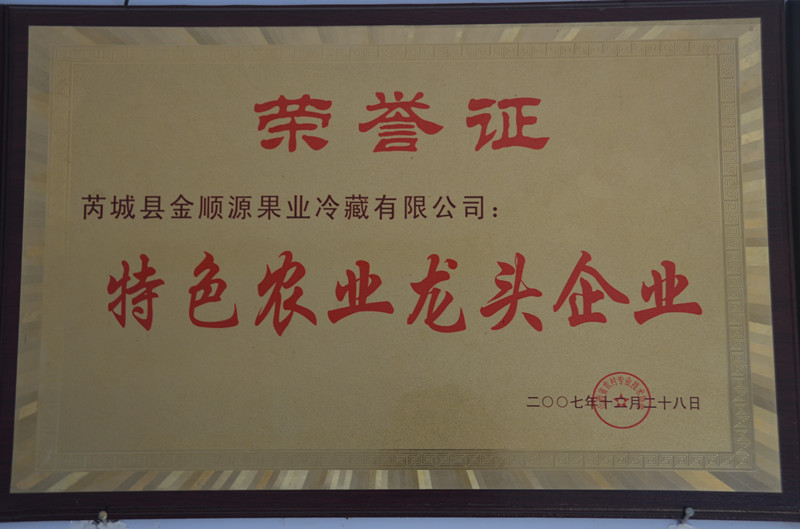 荣誉证
芮城县金顺源果业冷藏有限公司：
特色农业龙头企业
二〇〇七年十二月二十八日